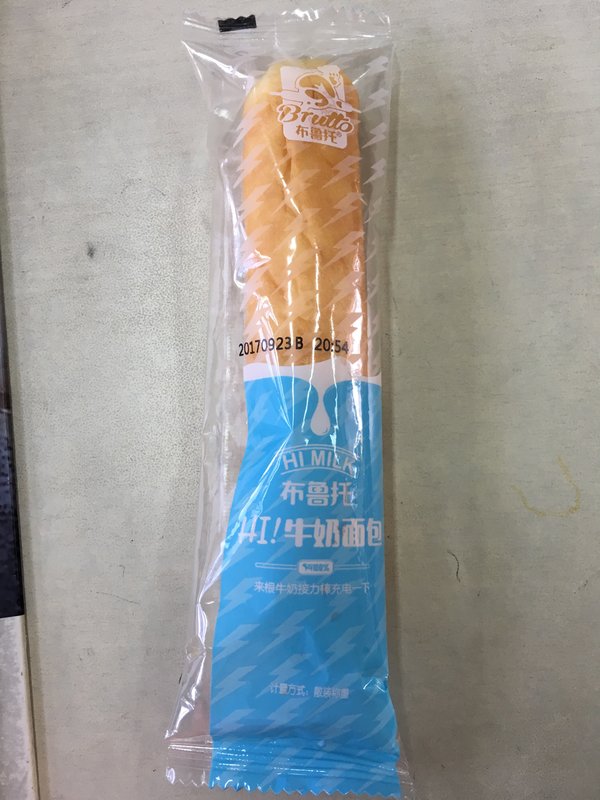 Brutto
布鲁托®
20170923 B 20:54
HI MILK
布鲁托
HI!牛奶面包
来根牛奶接力棒充电一下
计量方式：散装称重